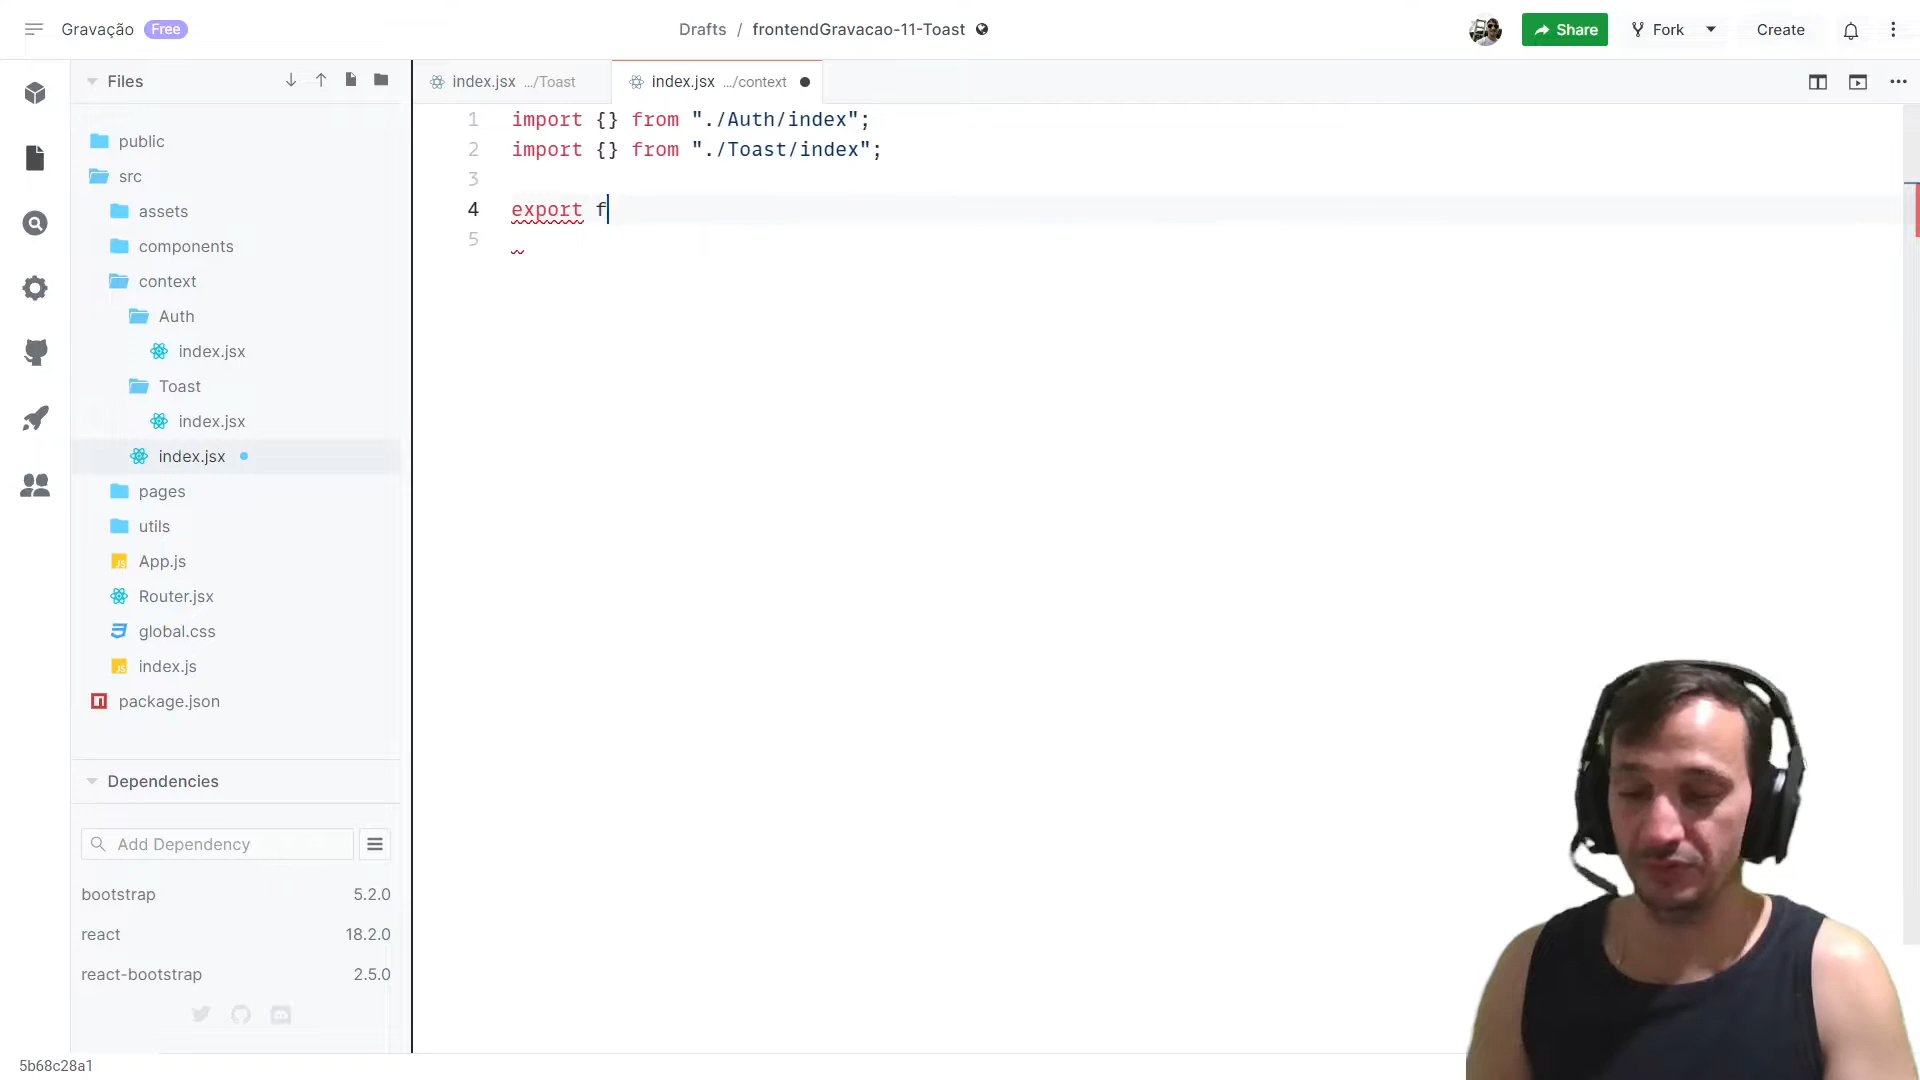 Gravação Free
Drafts / frontendGravacao-11-Toast
Share
Fork
Create
Files
index.jsx .../Toast
index.jsx .../context
public
src
assets
components
context
Auth
index.jsx
Toast
index.jsx
index.jsx
pages
utils
App.js
Router.jsx
global.css
index.js
package.json
1 import {} from "./Auth/index";
2 import {} from "./Toast/index";
3
4 export f
5
Dependencies
Add Dependency
bootstrap 5.2.0
react 18.2.0
react-bootstrap 2.5.0
5b68c28a1